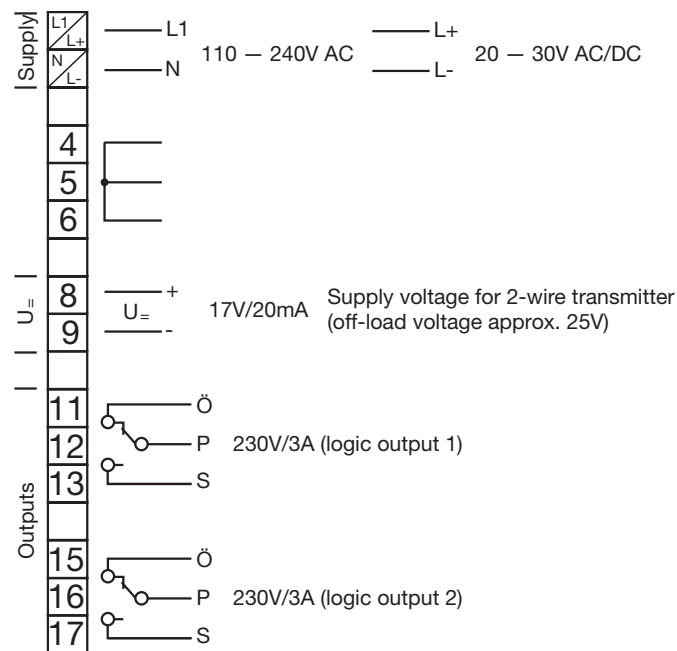 Supply
L1
L+
L1
110 — 240V AC
L+
20 — 30V AC/DC
N
L-
N
L-
4
5
6
U=
8
+
U=
17V/20mA
Supply voltage for 2-wire transmitter
9
-
(off-load voltage approx. 25V)
Outputs
11
Ö
12
P
230V/3A (logic output 1)
13
S
15
Ö
16
P
230V/3A (logic output 2)
17
S